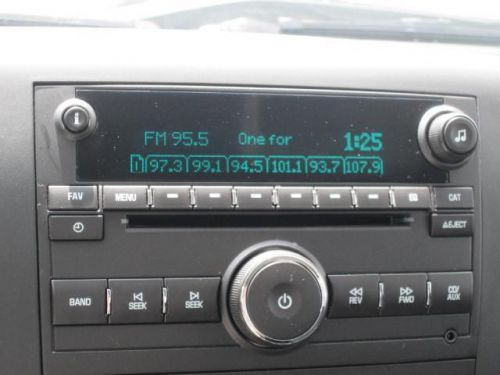 FM 95.5 One for 1:25
1 97.3 99.1 94.5 101.1 93.7 107.9
FAV MENU CAT
EJECT
BAND SEEK SEEK REV FWD CD/
AUX